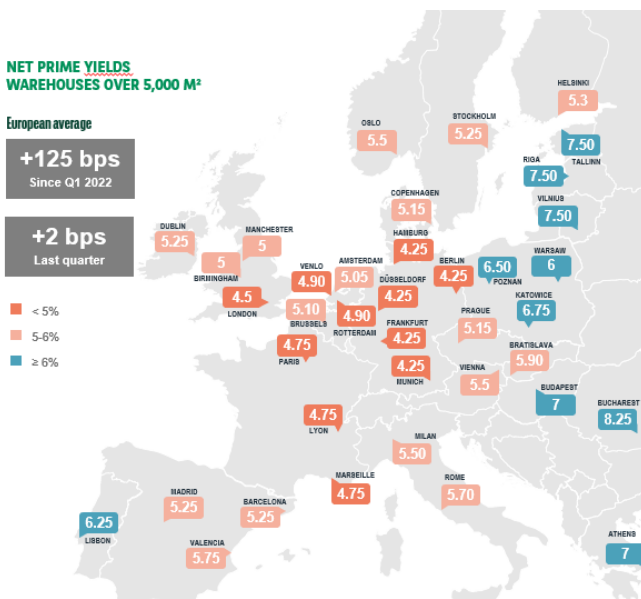 NET PRIME YIELDS
WAREHOUSES OVER 5,000 M²
European average
+125 bps
Since Q1 2022
+2 bps
Last quarter
< 5%
5-6%
≥ 6%
HELSINKI
5.3
OSLO
5.5
STOCKHOLM
5.25
7.50
TALLINN
RIGA
7.50
VILNIUS
7.50
COPENHAGEN
5.15
HAMBURG
4.25
DUBLIN
5.25
MANCHESTER
5
5
BIRMINGHAM
4.5
LONDON
VENLO
4.90
AMSTERDAM
5.05
DÜSSELDORF
4.25
BERLIN
4.25
6.50
POZNAN
WARSAW
6
KATOWICE
6.75
5.10
BRUSSELS
4.90
ROTTERDAM
FRANKFURT
4.25
PRAGUE
5.15
4.75
PARIS
4.25
MUNICH
VIENNA
5.5
BRATISLAVA
5.90
BUDAPEST
7
BUCHAREST
8.25
4.75
LYON
MILAN
5.50
MARSEILLE
4.75
ROME
5.70
MADRID
5.25
BARCELONA
5.25
6.25
LISBON
VALENCIA
5.75
ATHENS
7